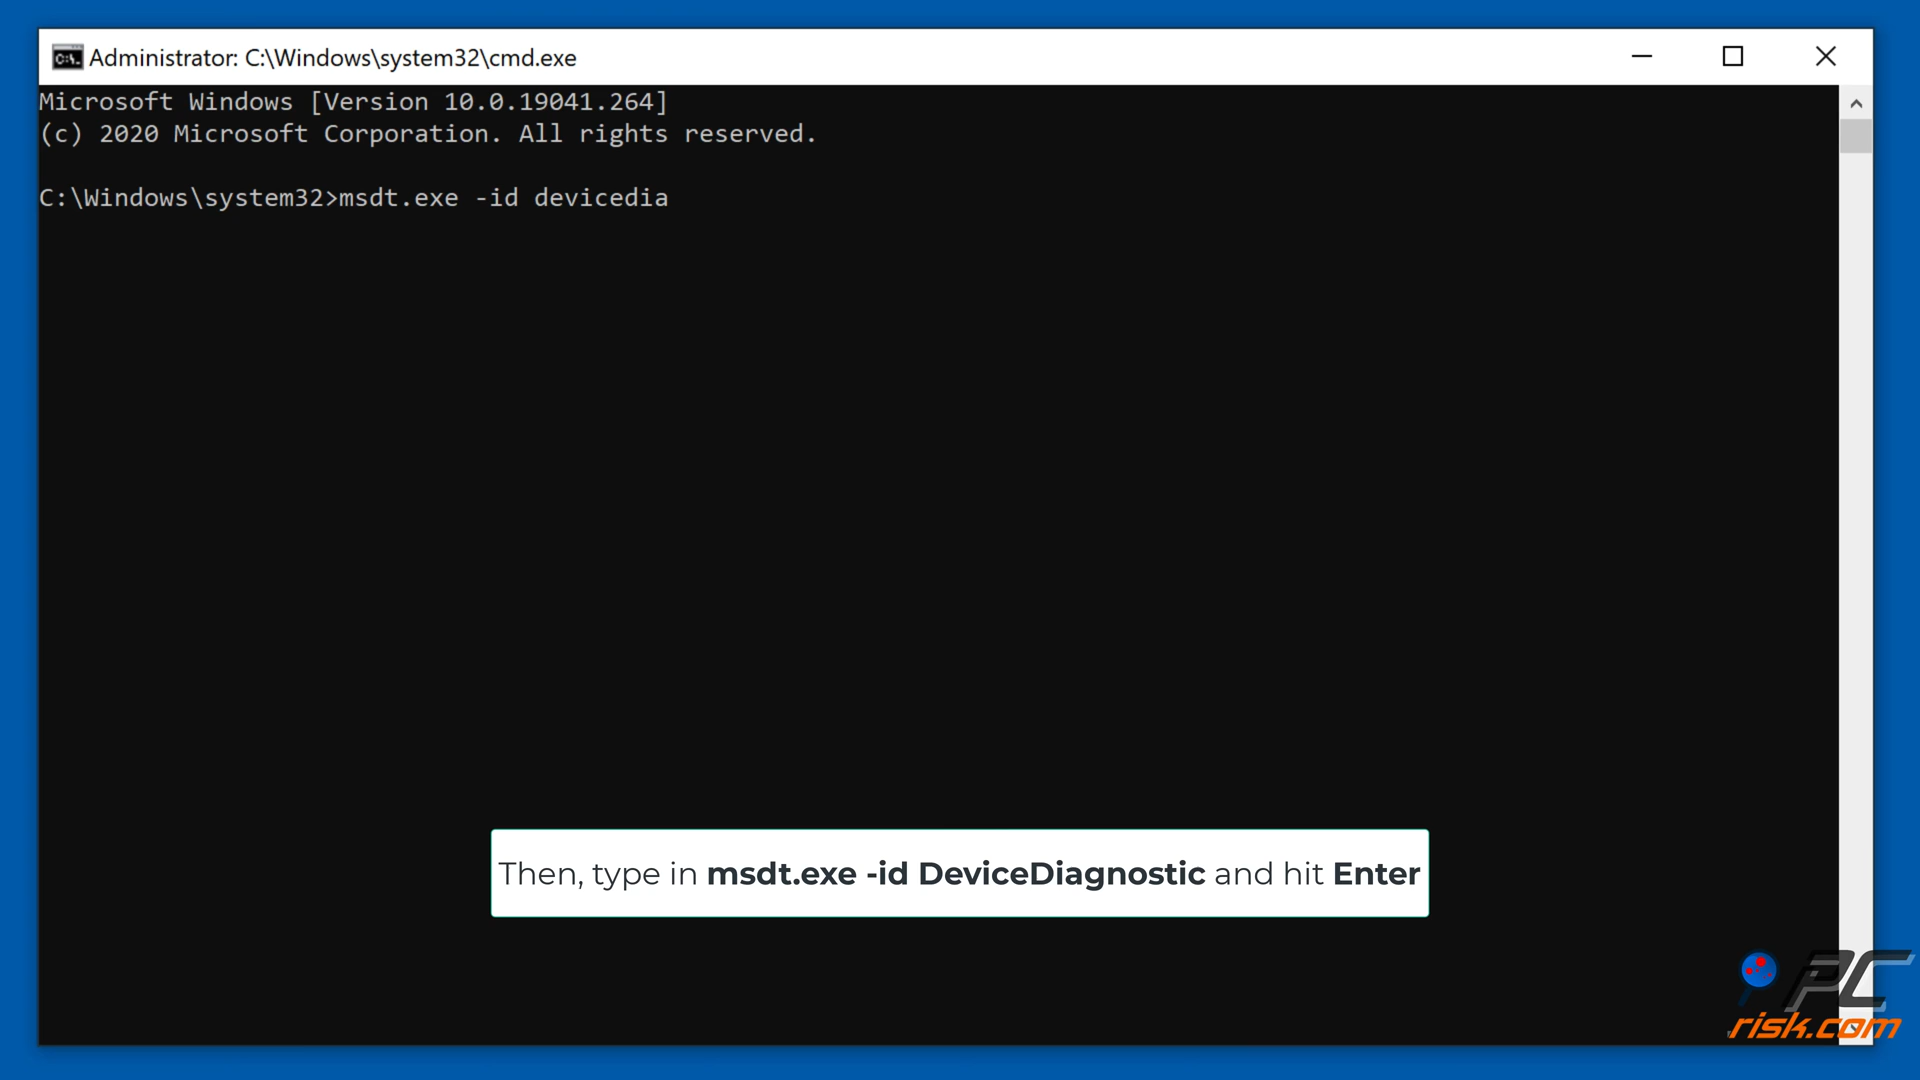 Administrator: C:\Windows\system32\cmd.exe
Microsoft Windows [Version 10.0.19041.264]
(c) 2020 Microsoft Corporation. All rights reserved.
C:\Windows\system32>msdt.exe -id devicedia
Then, type in msdt.exe -id DeviceDiagnostic and hit Enter
PC
risk.com